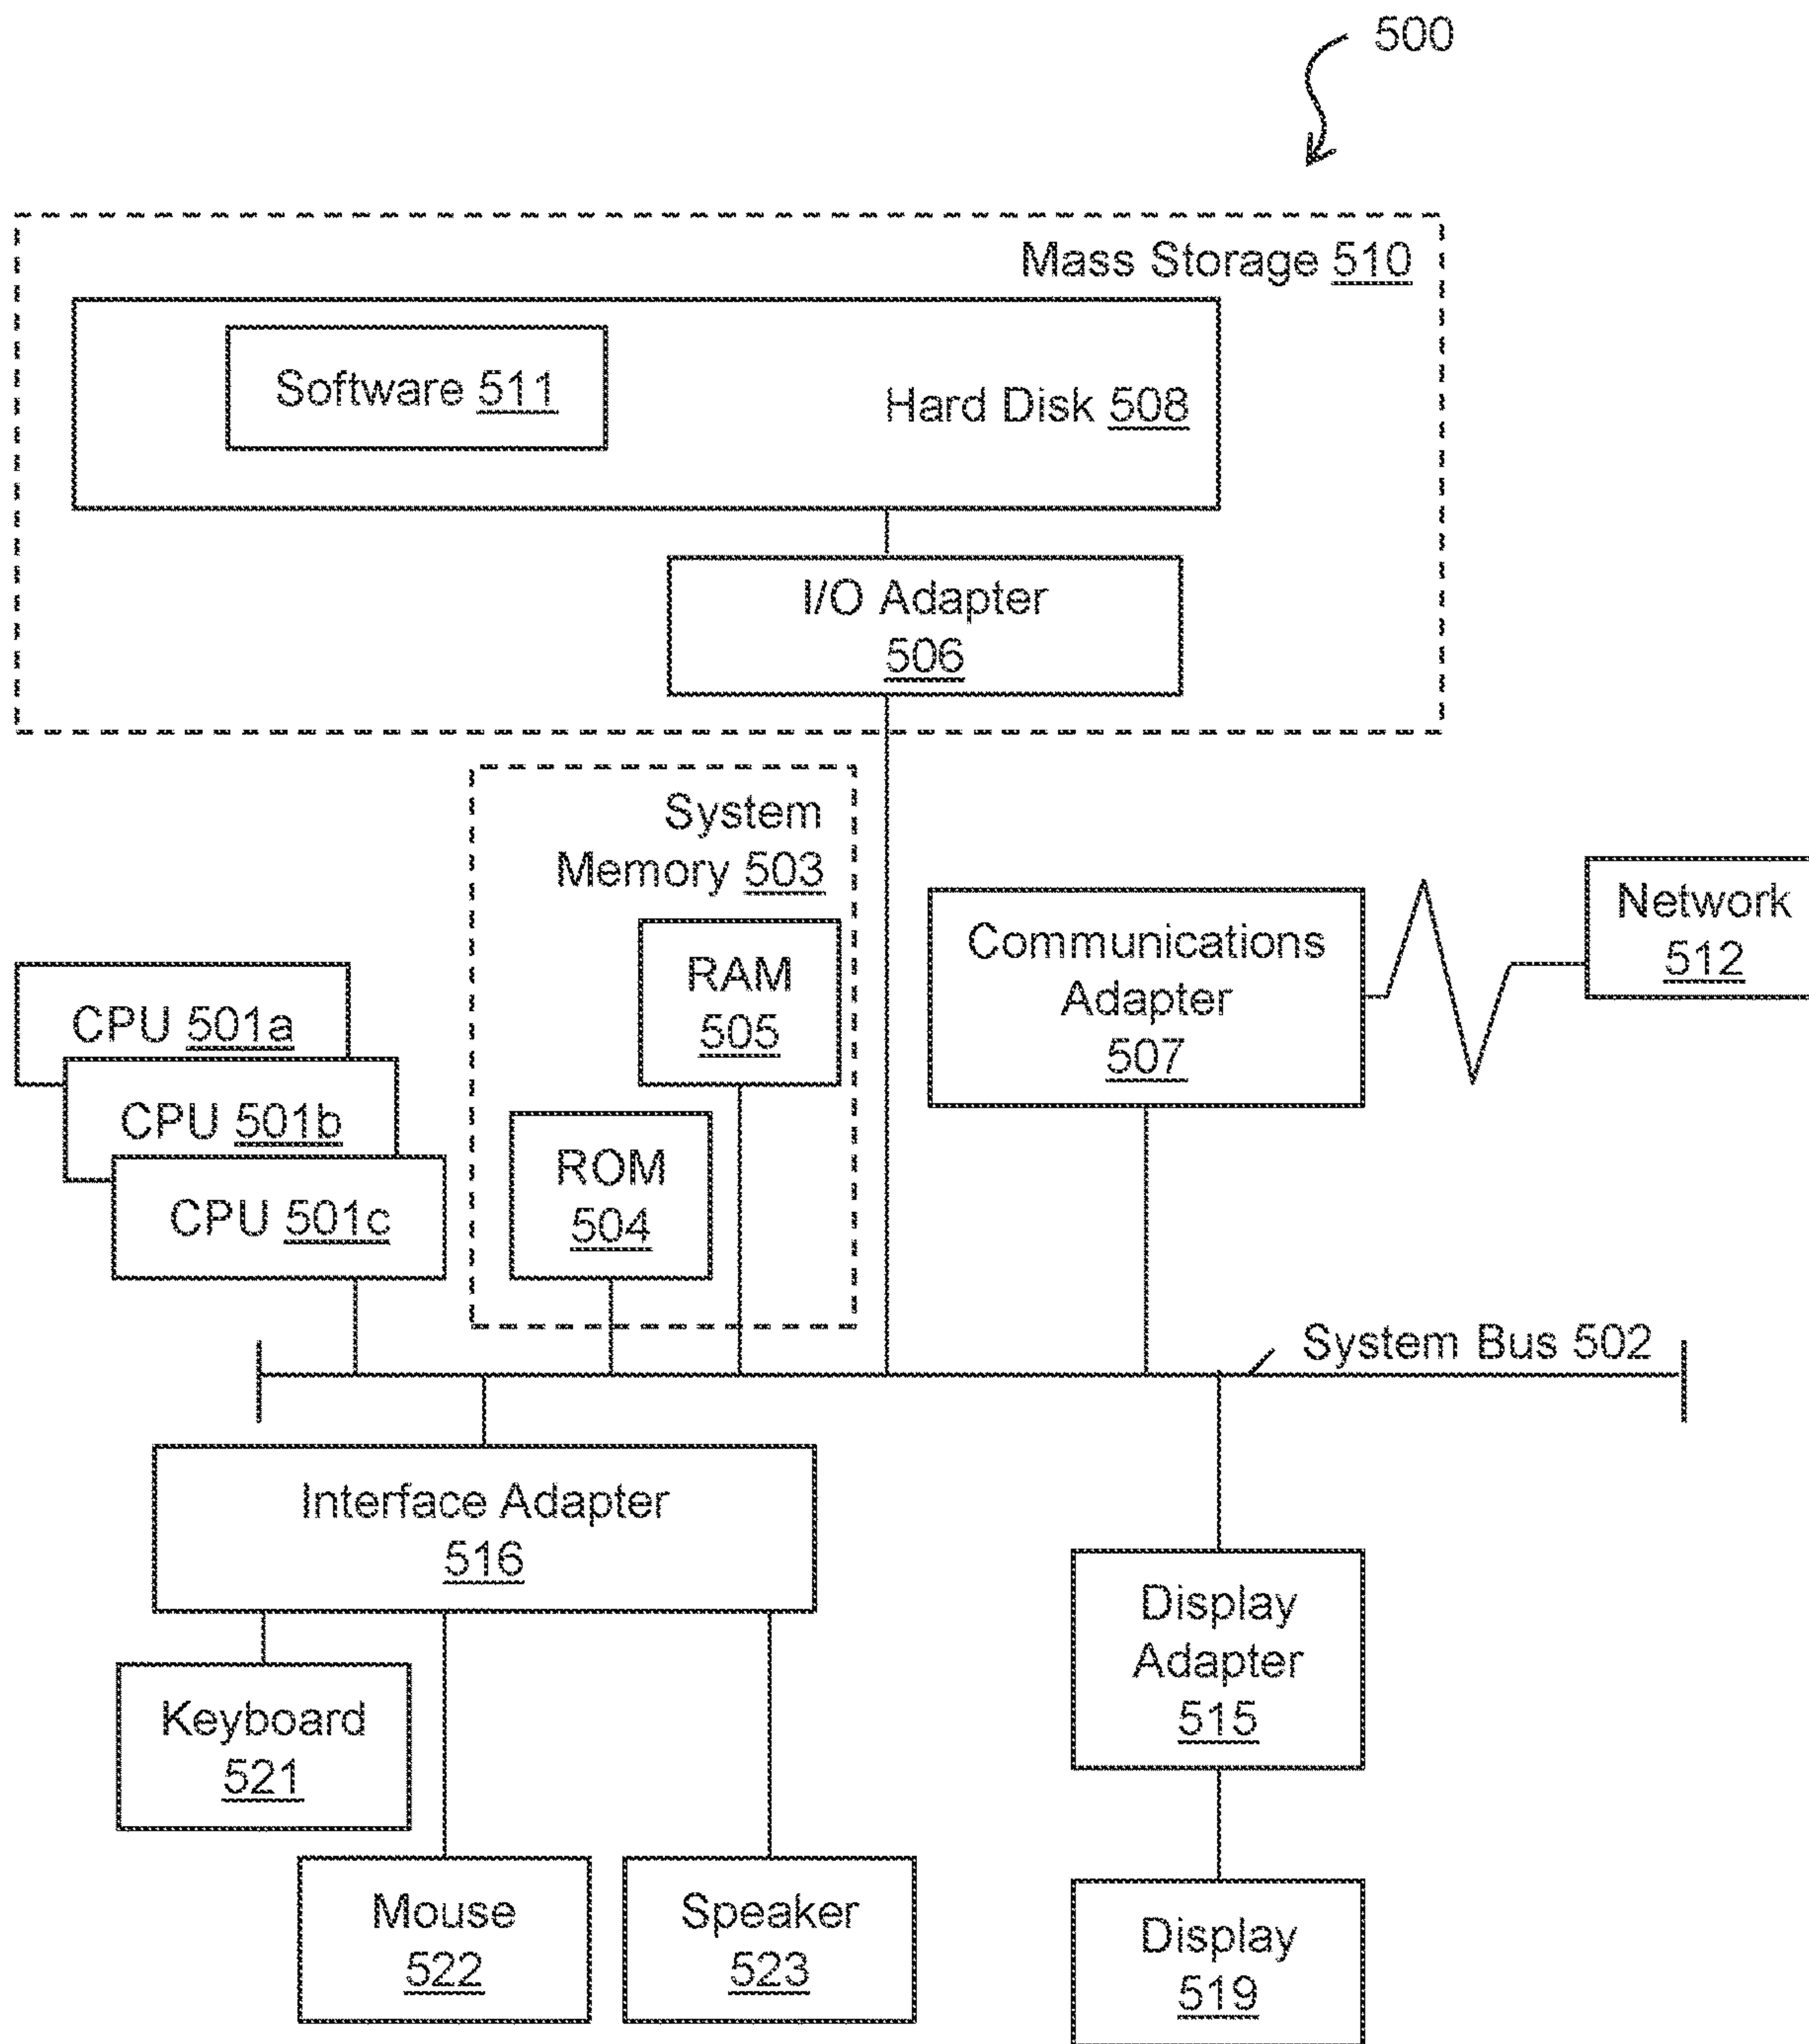 500
Mass Storage 510
Software 511
Hard Disk 508
I/O Adapter
506
System
Memory 503
RAM
505
ROM
504
Communications
Adapter
507
Network
512
CPU 501a
CPU 501b
CPU 501c
System Bus 502
Interface Adapter
516
Keyboard
521
Mouse
522
Speaker
523
Display
Adapter
515
Display
519